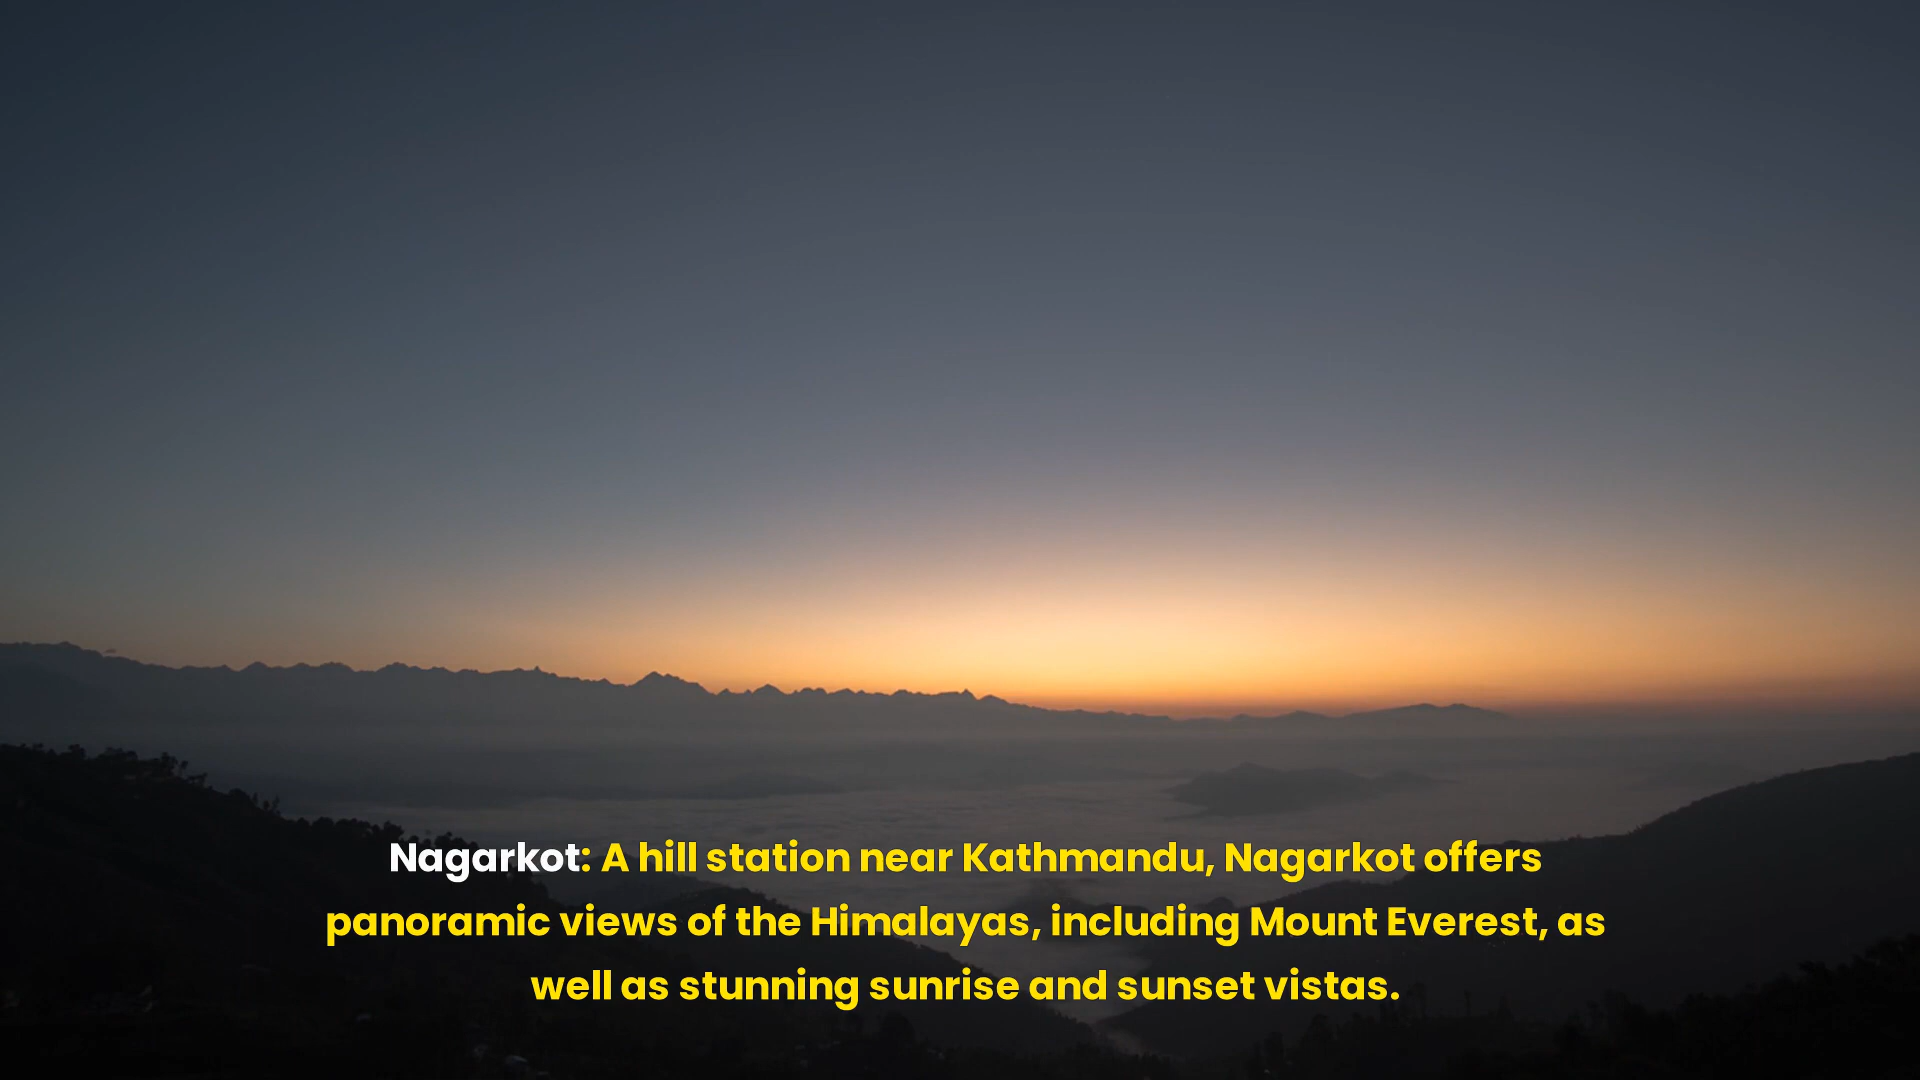 Nagarkot: A hill station near Kathmandu, Nagarkot offers
panoramic views of the Himalayas, including Mount Everest, as
well as stunning sunrise and sunset vistas.